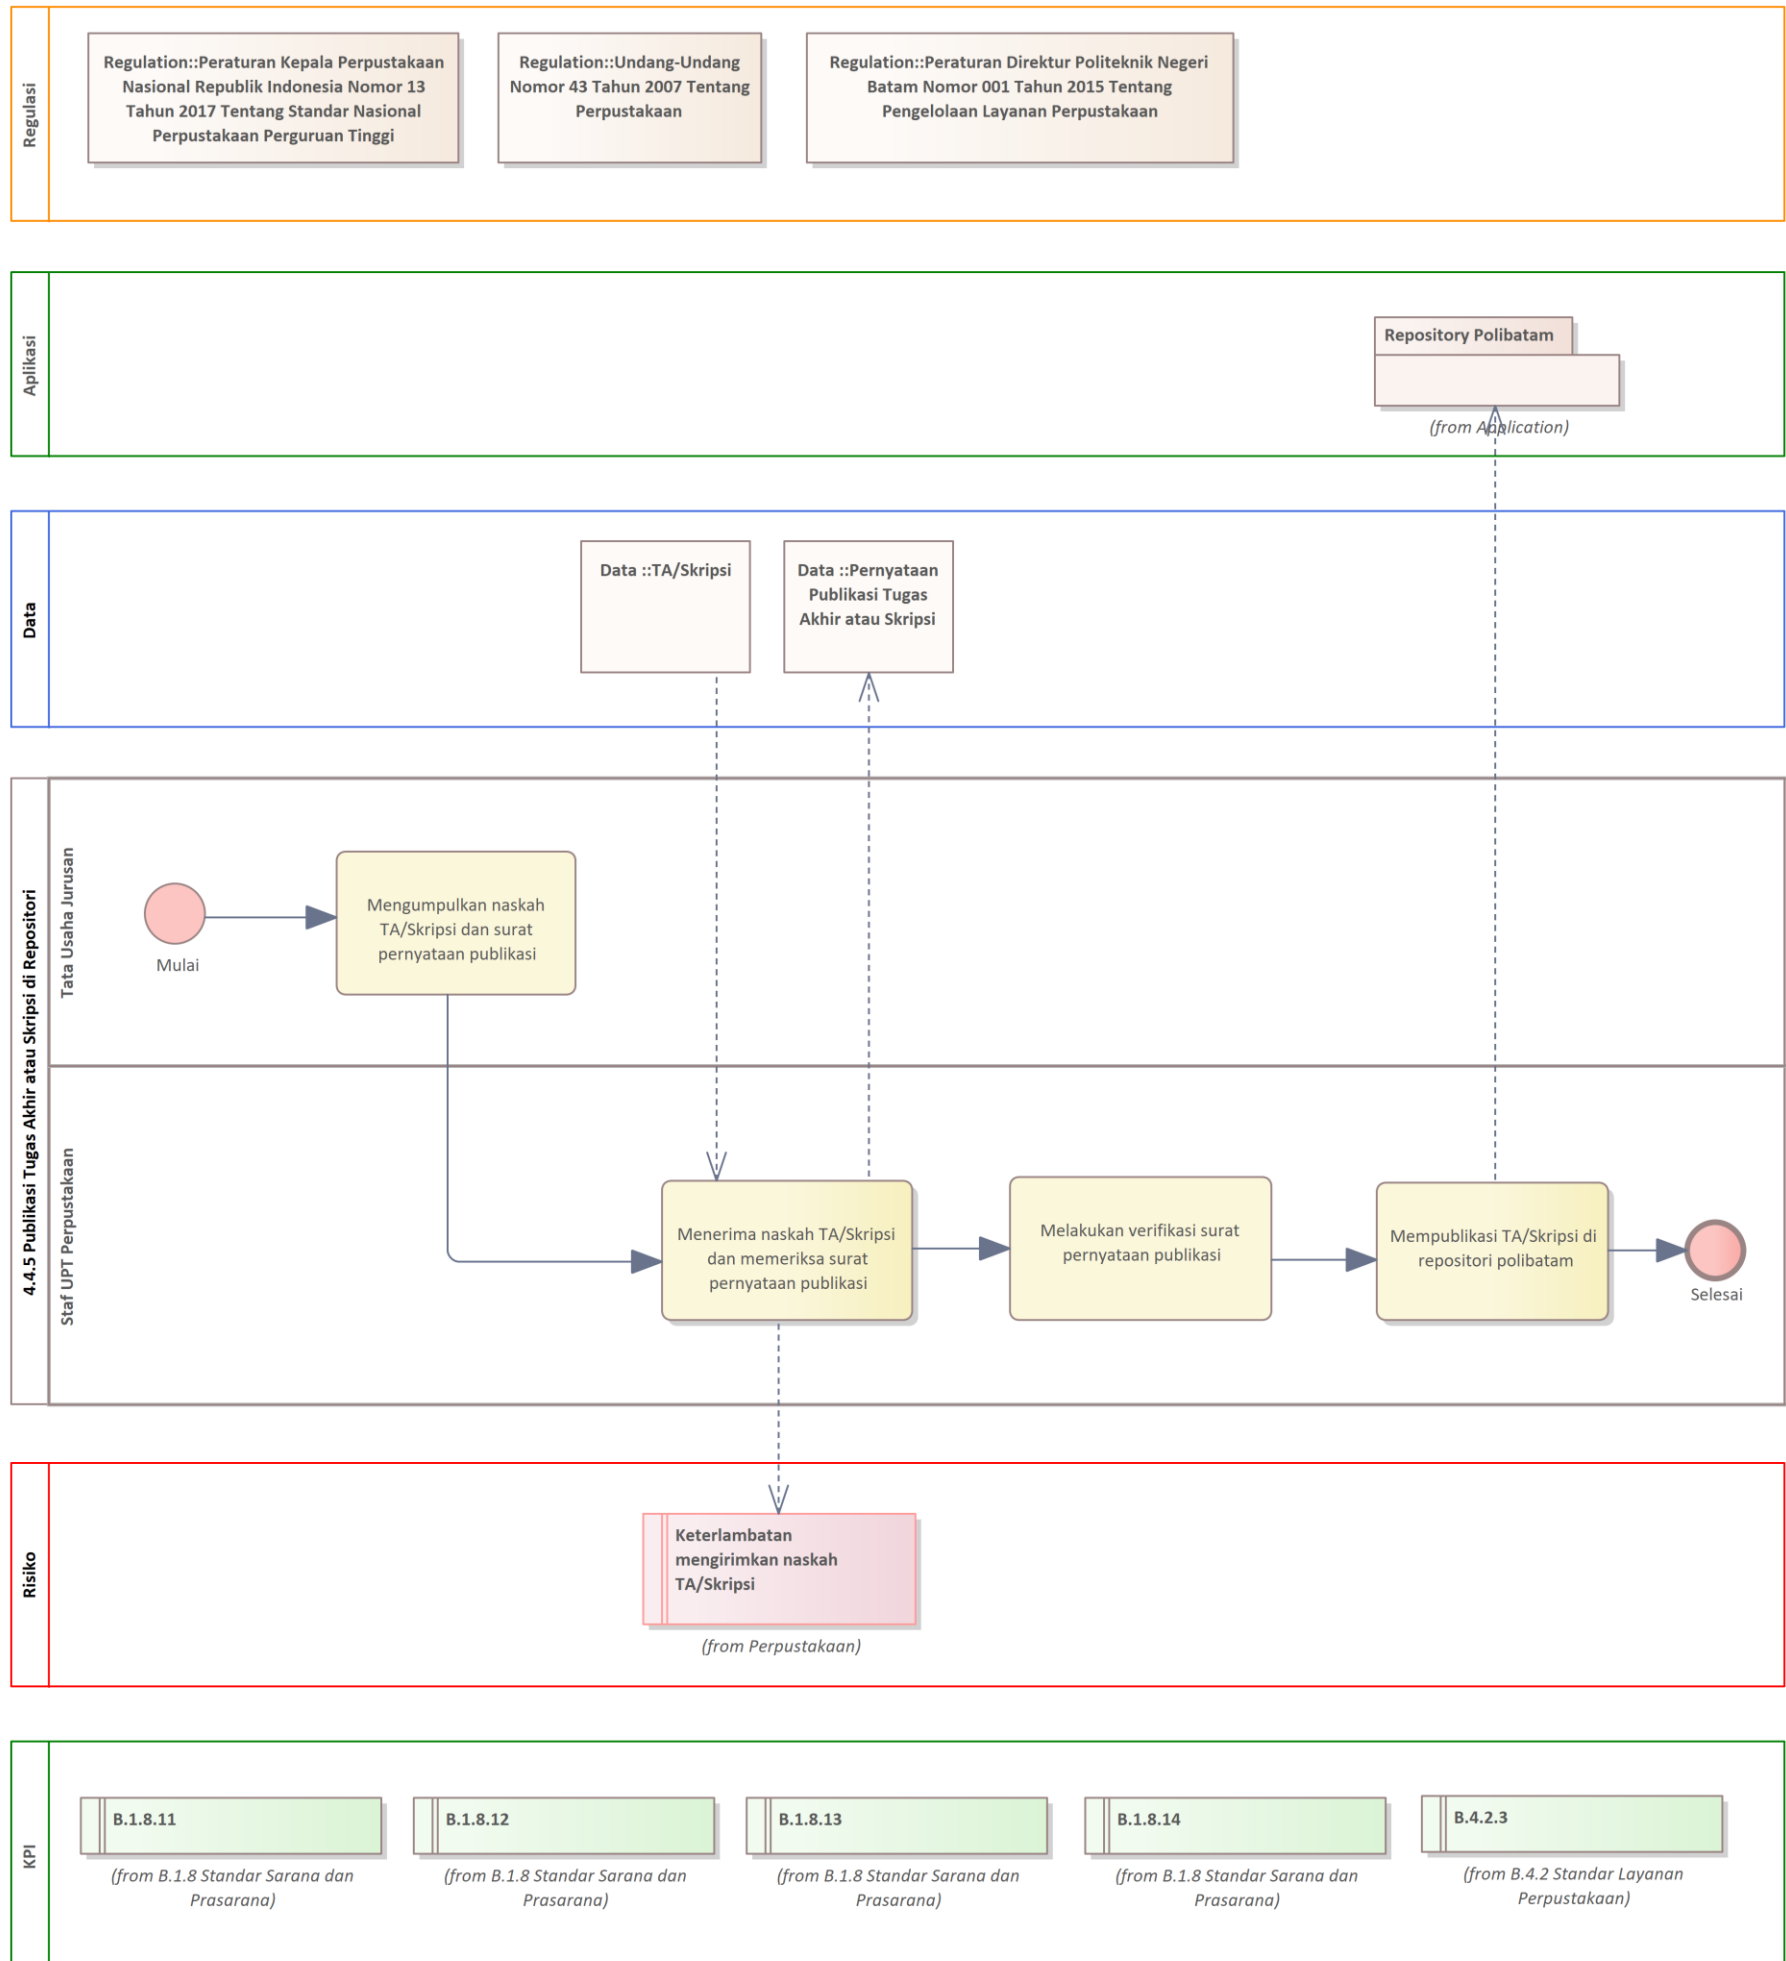 Regulasi
Regulation::Peraturan Kepala Perpustakaan
Nasional Republik Indonesia Nomor 13
Tahun 2017 Tentang Standar Nasional
Perpustakaan Perguruan Tinggi
Regulation::Undang-Undang
Nomor 43 Tahun 2007 Tentang
Perpustakaan
Regulation::Peraturan Direktur Politeknik Negeri
Batam Nomor 001 Tahun 2015 Tentang
Pengelolaan Layanan Perpustakaan
Aplikasi
Repository Polibatam
(from Application)
Data
Data ::TA/Skripsi
Data ::Pernyataan
Publikasi Tugas
Akhir atau Skripsi
4.4.5 Publikasi Tugas Akhir atau Skripsi di Repositori
Tata Usaha Jurusan
Mulai
Mengumpulkan naskah
TA/Skripsi dan surat
pernyataan publikasi
Staf UPT Perpustakaan
Menerima naskah TA/Skripsi
dan memeriksa surat
pernyataan publikasi
Melakukan verifikasi surat
pernyataan publikasi
Mempublikasi TA/Skripsi di
repositori polibatam
Selesai
Risiko
Keterlambatan
mengirimkan naskah
TA/Skripsi
(from Perpustakaan)
KPI
B.1.8.11
(from B.1.8 Standar Sarana dan
Prasarana)
B.1.8.12
(from B.1.8 Standar Sarana dan
Prasarana)
B.1.8.13
(from B.1.8 Standar Sarana dan
Prasarana)
B.1.8.14
(from B.1.8 Standar Sarana dan
Prasarana)
B.4.2.3
(from B.4.2 Standar Layanan
Perpustakaan)